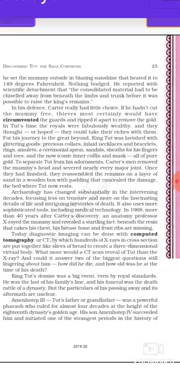 DISCOVERING TUT: THE SAGA CONTINUES 25
he set the mummy outside in blazing sunshine that heated it to
149 degrees Fahrenheit. Nothing budged. He reported with
scientific detachment that “the consolidated material had to be
chiselled away from beneath the limbs and trunk before it was
possible to raise the king's remains.”
In his defence, Carter really had little choice. If he hadn't cut
the mummy free, thieves most certainly would have
circumvented the guards and ripped it apart to remove the gold.
In Tut's time the royals were fabulously wealthy, and they
thought — or hoped — they could take their riches with them.
For his journey to the great beyond, King Tut was lavished with
glittering goods: precious collars, inlaid necklaces and bracelets,
rings, amulets, a ceremonial apron, sandals, sheaths for his fingers
and toes, and the now iconic inner coffin and mask — all of pure
gold. To separate Tut from his adornments, Carter's men removed
the mummy's head and severed nearly every major joint. Once
they had finished, they reassembled the remains on a layer of
sand in a wooden box with padding that concealed the damage,
the bed where Tut now rests.
Archaeology has changed substantially in the intervening
decades, focusing less on treasure and more on the fascinating
details of life and intriguing mysteries of death. It also uses more
sophisticated tools, including medical technology. In 1968, more
than 40 years after Carter's discovery, an anatomy professor
X-rayed the mummy and revealed a startling fact: beneath the resin
that cakes his chest, his breast-bone and front ribs are missing.
Today diagnostic imaging can be done with computed
tomography, or CT, by which hundreds of X-rays in cross section
are put together like slices of bread to create a three-dimensional
virtual body. What more would a CT scan reveal of Tut than the
X-ray? And could it answer two of the biggest questions still
lingering about him — how did he die, and how old was he at the
time of his death?
King Tut's demise was a big event, even by royal standards.
He was the last of his family's line, and his funeral was the death
rattle of a dynasty. But the particulars of his passing away and its
aftermath are unclear.
Amenhotep III — Tut's father or grandfather — was a powerful
pharaoh who ruled for almost four decades at the height of the
eighteenth dynasty's golden age. His son Amenhotep IV succeeded
him and initiated one of the strangest periods in the history of